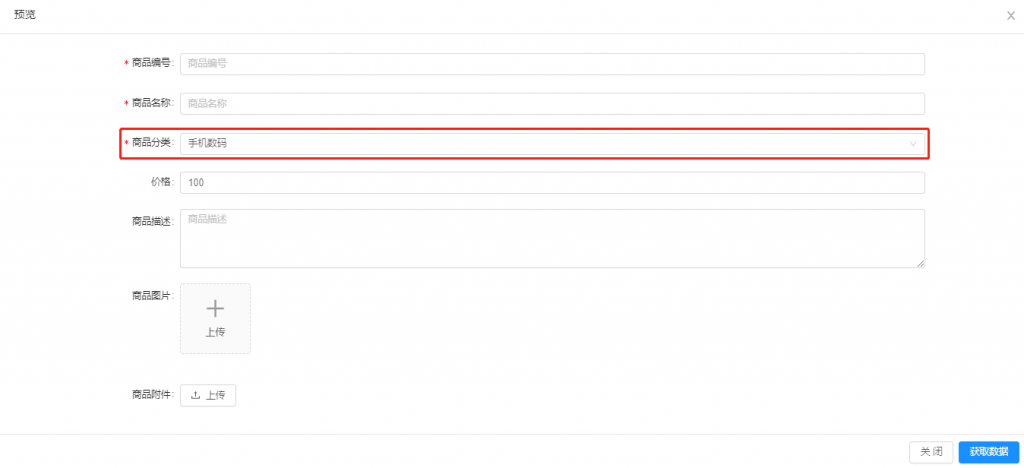 预览
* 商品编号: 商品编号
* 商品名称: 商品名称
* 商品分类: 手机数码
价格: 100
商品描述: 商品描述
商品图片:
上传
商品附件: 上传
关闭 获取数据